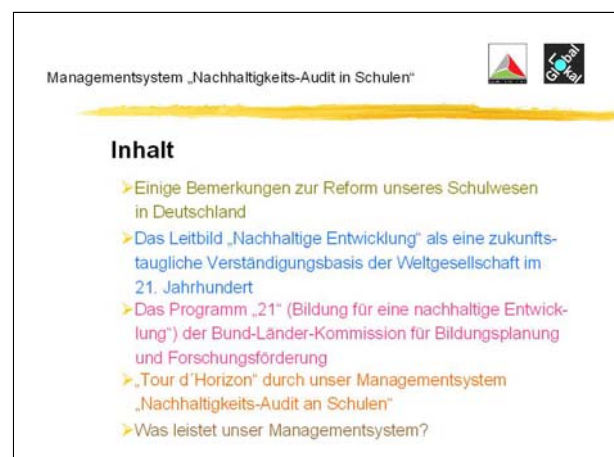 Managementsystem „Nachhaltigkeits-Audit in Schulen“
Global
Lokal
Inhalt
Einige Bemerkungen zur Reform unseres Schulwesen
in Deutschland
Das Leitbild „Nachhaltige Entwicklung“ als eine zukunfts-
taugliche Verständigungsbasis der Weltgesellschaft im
21. Jahrhundert
Das Programm „21“ (Bildung für eine nachhaltige Entwick-
lung“) der Bund-Länder-Kommission für Bildungsplanung
und Forschungsförderung
„Tour d´Horizon“ durch unser Managementsystem
„Nachhaltigkeits-Audit an Schulen“
Was leistet unser Managementsystem?